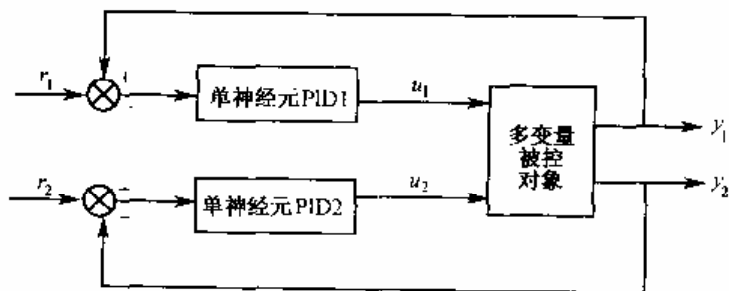 r₁
单神经元PID1
u₁
多变量
被控
对象
y₁
r₂
单神经元PID2
u₂
y₂